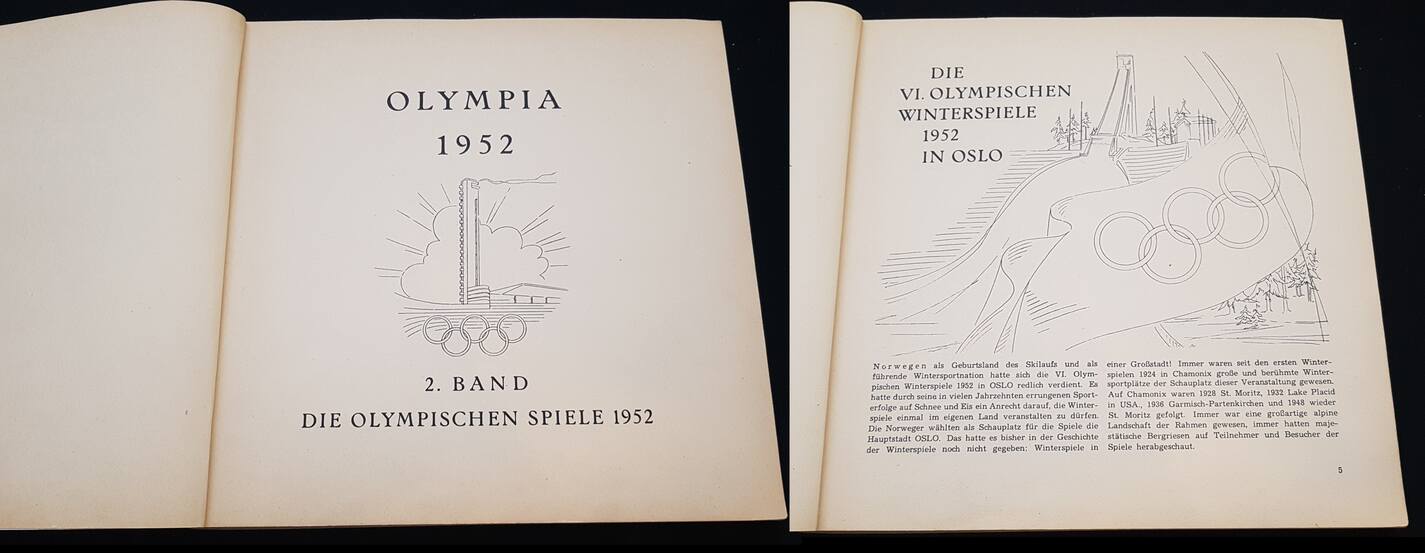 OLYMPIA
1952
2. BAND
DIE OLYMPISCHEN SPIELE 1952
DIE
VI. OLYMPISCHEN
WINTERSPIELE
1952
IN OSLO
Norwegen als Geburtsland des Skilaufs und als
führende Wintersportnation hatte sich die VI. Olym-
pischen Winterspiele 1952 in OSLO redlich verdient. Es
hatte durch seine in vielen Jahrzehnten errungenen Sport-
erfolge auf Schnee und Eis ein Anrecht darauf, die Winter-
spiele einmal im eigenen Land veranstalten zu dürfen.
Die Norweger wählten als Schauplatz für die Spiele die
Hauptstadt OSLO. Das hatte es bisher in der Geschichte
der Winterspiele noch nicht gegeben: Winterspiele in
einer Großstadt! Immer waren seit den ersten Winter-
spielen 1924 in Chamonix große und berühmte Winter-
sportplätze der Schauplatz dieser Veranstaltung gewesen.
Auf Chamonix waren 1928 St. Moritz, 1932 Lake Placid
in USA., 1936 Garmisch-Partenkirchen und 1948 wieder
St. Moritz gefolgt. Immer war eine großartige alpine
Landschaft der Rahmen gewesen, immer hatten maje-
stätische Bergriesen auf Teilnehmer und Besucher der
Spiele herabgeschaut.
5